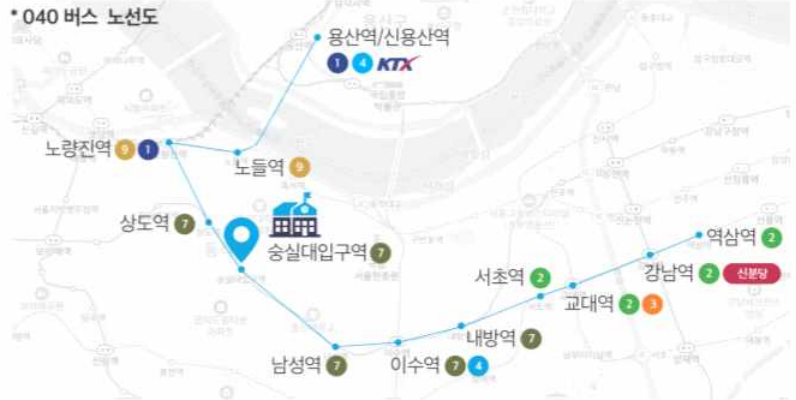 * 040 버스 노선도
용산역/신용산역
1 4 KTX
노량진역 9 1
노들역 9
상도역 7
숭실대입구역 7
역삼역 2
강남역 2 신분당
서초역 2
교대역 2 3
내방역 7
남성역 7
이수역 7 4